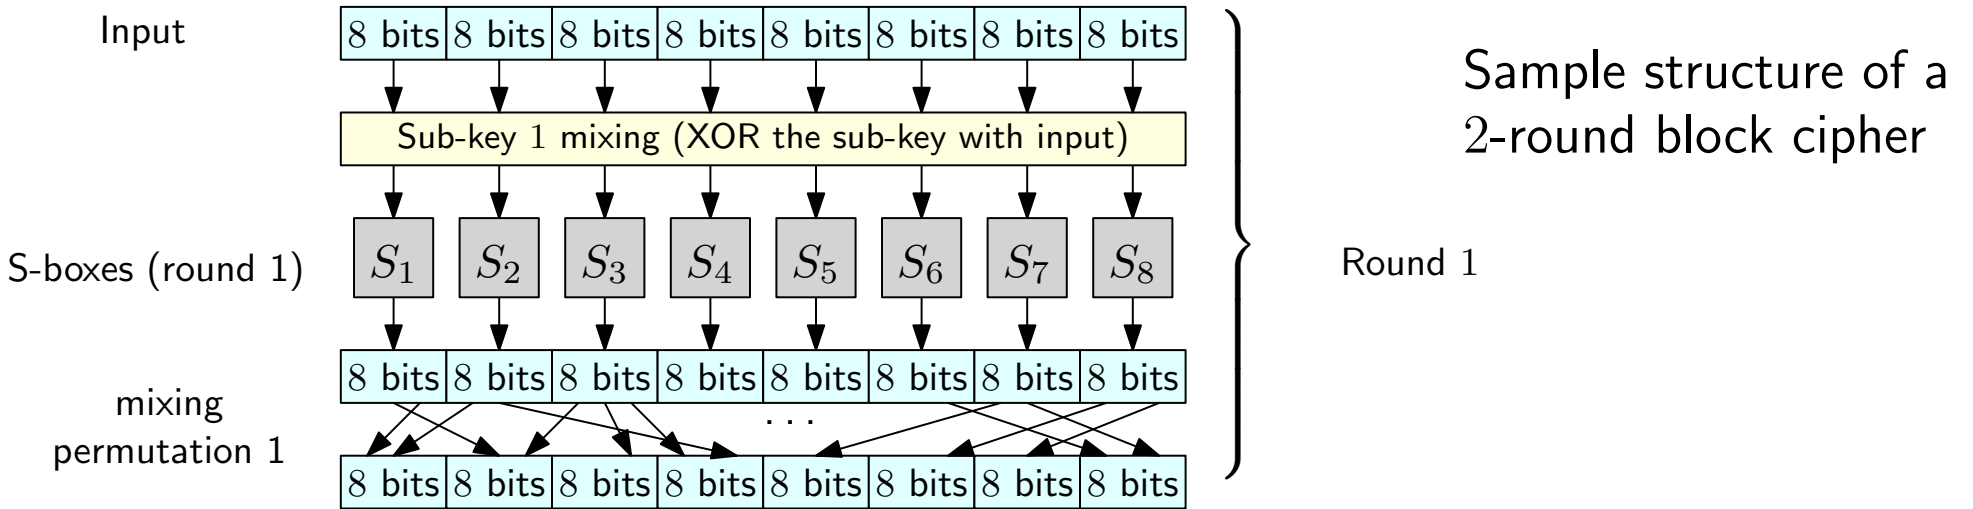 Input
8 bits 8 bits 8 bits 8 bits 8 bits 8 bits 8 bits 8 bits
Sample structure of a
2-round block cipher
Sub-key 1 mixing (XOR the sub-key with input)
S-boxes (round 1)
S₁ S₂ S₃ S₄ S₅ S₆ S₇ S₈
Round 1
8 bits 8 bits 8 bits 8 bits 8 bits 8 bits 8 bits 8 bits
mixing
permutation 1
. . .
8 bits 8 bits 8 bits 8 bits 8 bits 8 bits 8 bits 8 bits